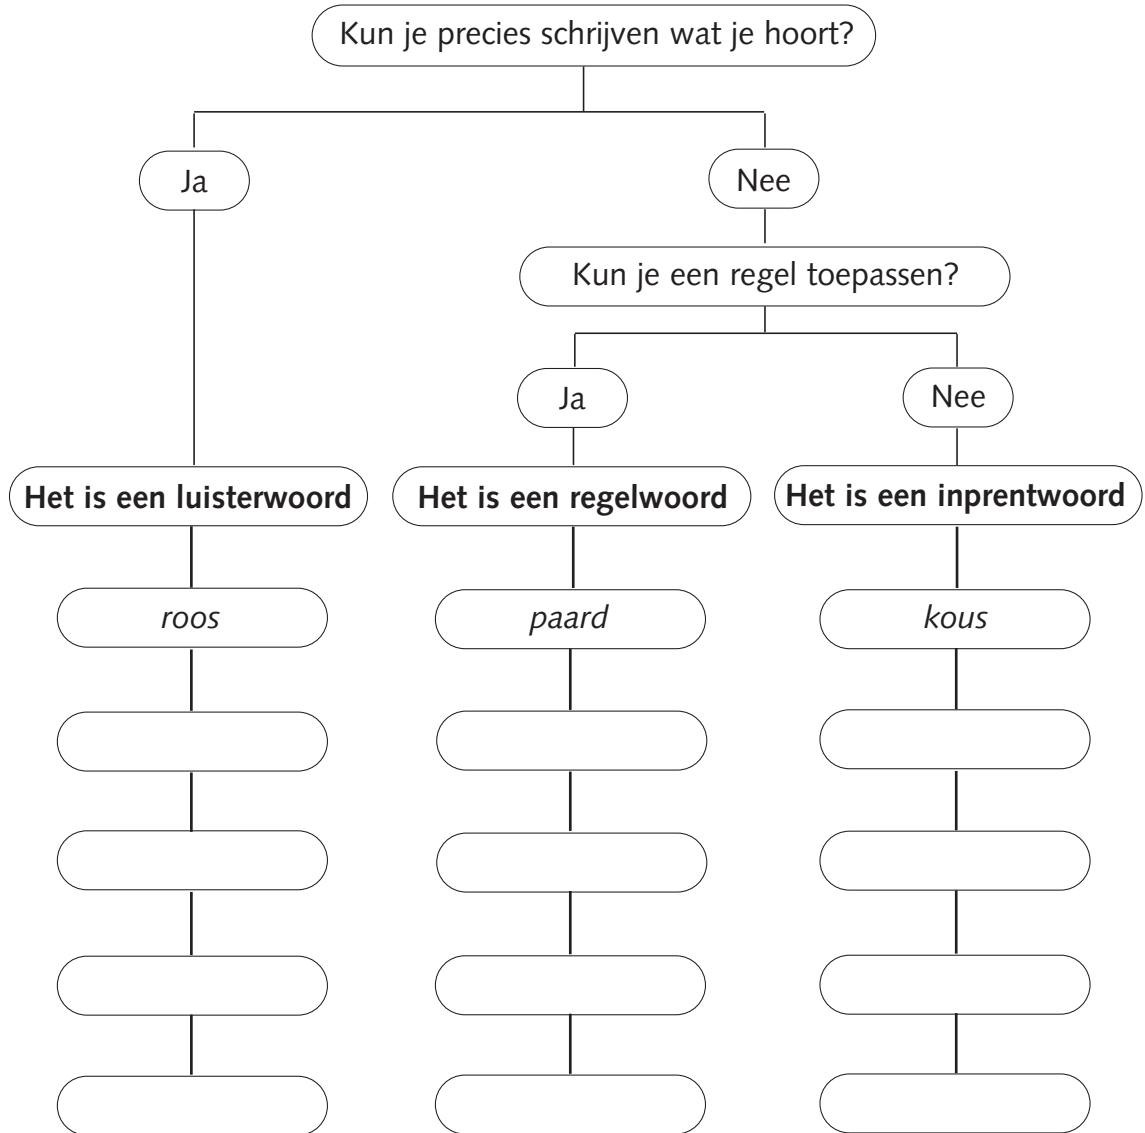 Kun je precies schrijven wat je hoort?
Ja
Nee
Kun je een regel toepassen?
Ja
Nee
Het is een luisterwoord
Het is een regelwoord
Het is een inprentwoord
roos
paard
kous